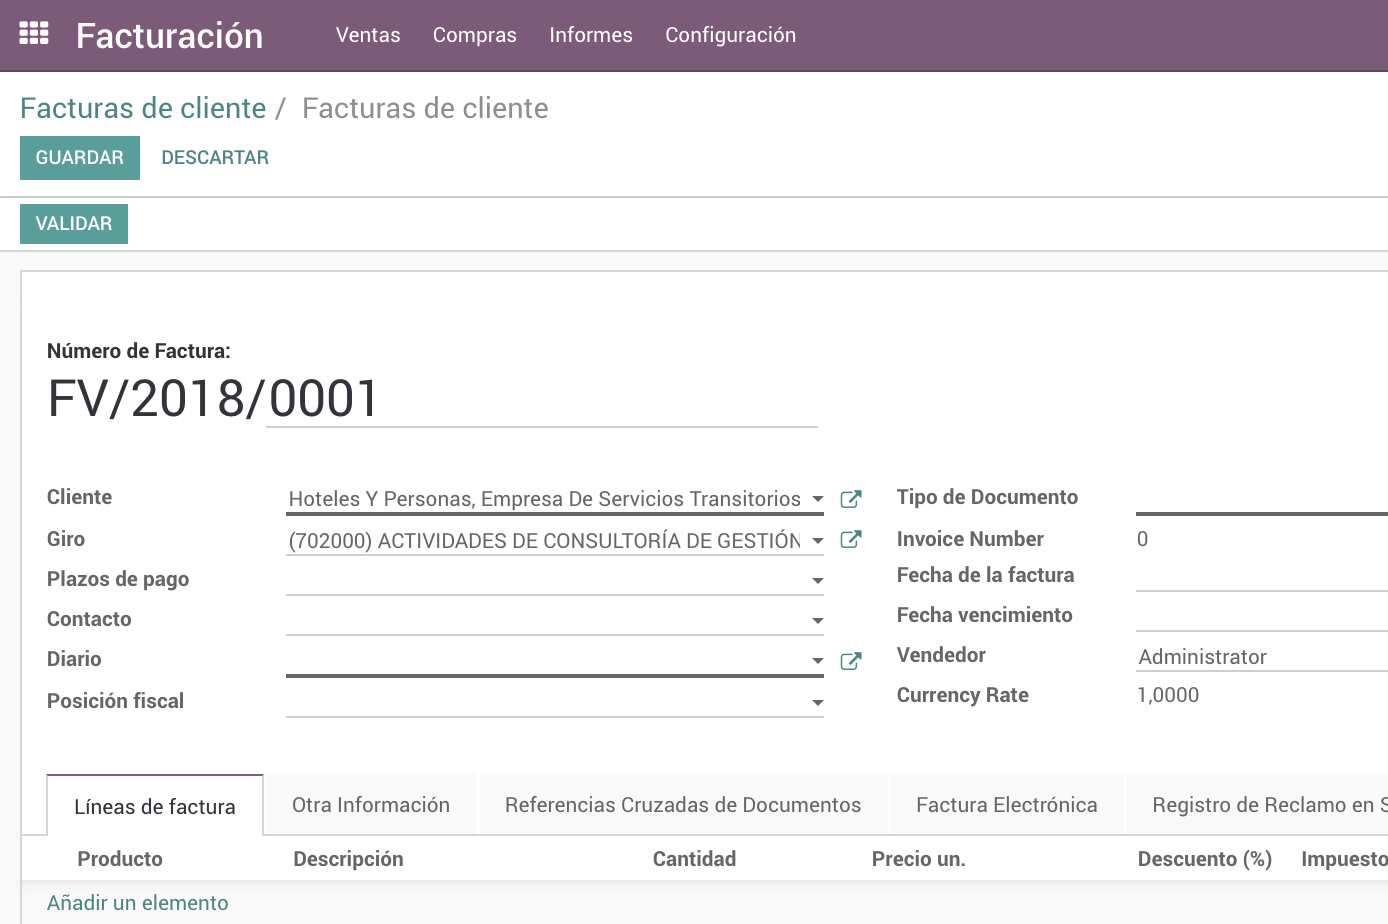 Facturación Ventas Compras Informes Configuración
Facturas de cliente / Facturas de cliente
GUARDAR DESCARTAR
VALIDAR
Número de Factura:
FV/2018/0001
Cliente Hoteles Y Personas, Empresa De Servicios Transitorios Tipo de Documento
Giro (702000) ACTIVIDADES DE CONSULTORÍA DE GESTIÓN Invoice Number 0
Plazos de pago Fecha de la factura
Contacto Fecha vencimiento
Diario Vendedor Administrator
Posición fiscal Currency Rate 1,0000
Líneas de factura Otra Información Referencias Cruzadas de Documentos Factura Electrónica Registro de Reclamo en S
Producto Descripción Cantidad Precio un. Descuento (%) Impuesto
Añadir un elemento